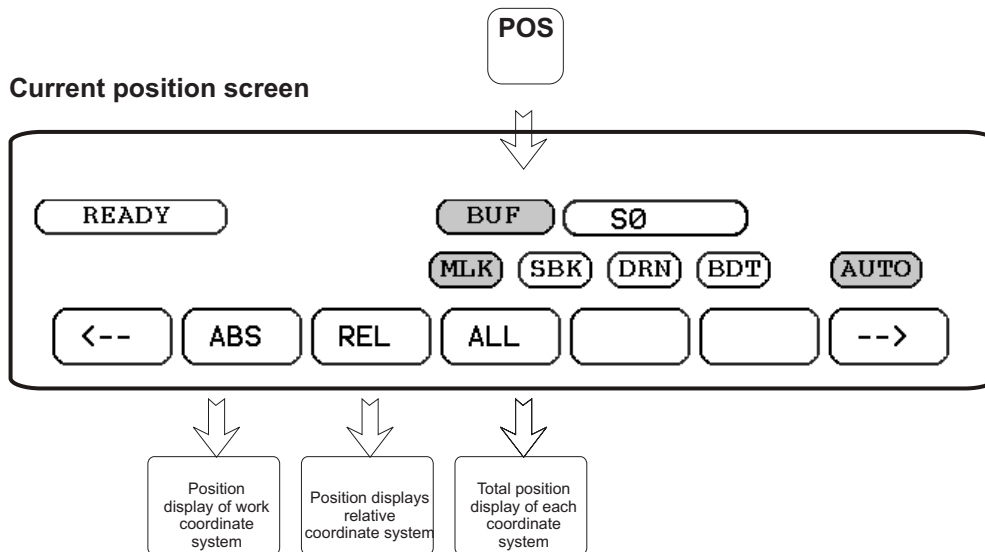 POS
Current position screen
READY
BUF
SØ
MLK
SBK
DRN
BDT
AUTO
<--
ABS
REL
ALL
-->
Position
display of work
coordinate
system
Position displays
relative
coordinate system
Total position
display of each
coordinate
system